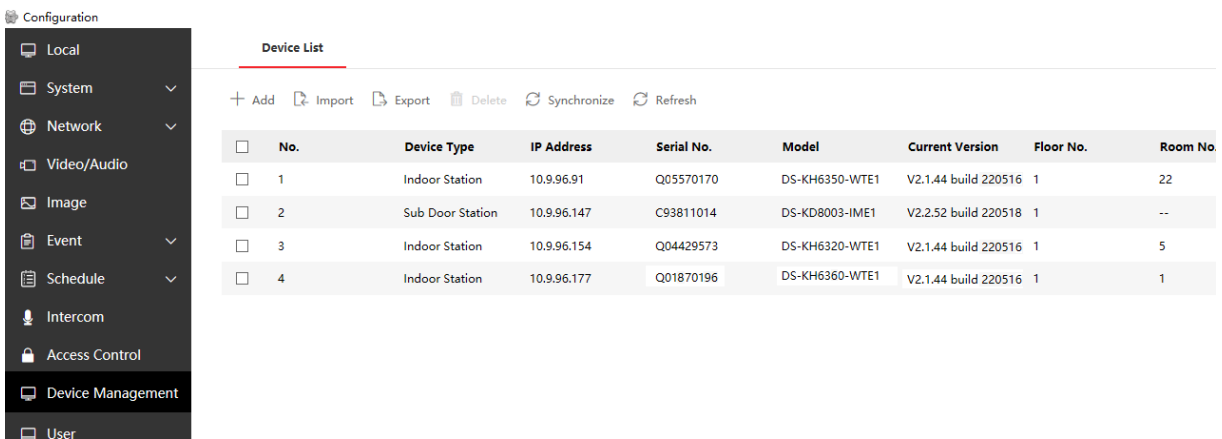 Configuration
Local
System
Network
Video/Audio
Image
Event
Schedule
Intercom
Access Control
Device Management
User
Device List
Add Import Export Delete Synchronize Refresh
No. Device Type IP Address Serial No. Model Current Version Floor No. Room No.
1 Indoor Station 10.9.96.91 Q05570170 DS-KH6350-WTE1 V2.1.44 build 220516 1 22
2 Sub Door Station 10.9.96.147 C93811014 DS-KD8003-IME1 V2.2.52 build 220518 1 --
3 Indoor Station 10.9.96.154 Q04429573 DS-KH6320-WTE1 V2.1.44 build 220516 1 5
4 Indoor Station 10.9.96.177 Q01870196 DS-KH6360-WTE1 V2.1.44 build 220516 1 1